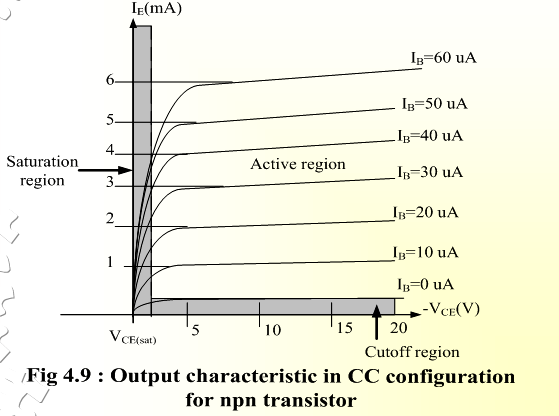 I_E(mA)
I_B=60 uA
6
I_B=50 uA
5
I_B=40 uA
4
Saturation region
Active region
I_B=30 uA
3
I_B=20 uA
2
I_B=10 uA
1
I_B=0 uA
-V_CE(V)
V_CE(sat)
5
10
15
20
Cutoff region
Fig 4.9 : Output characteristic in CC configuration
for npn transistor